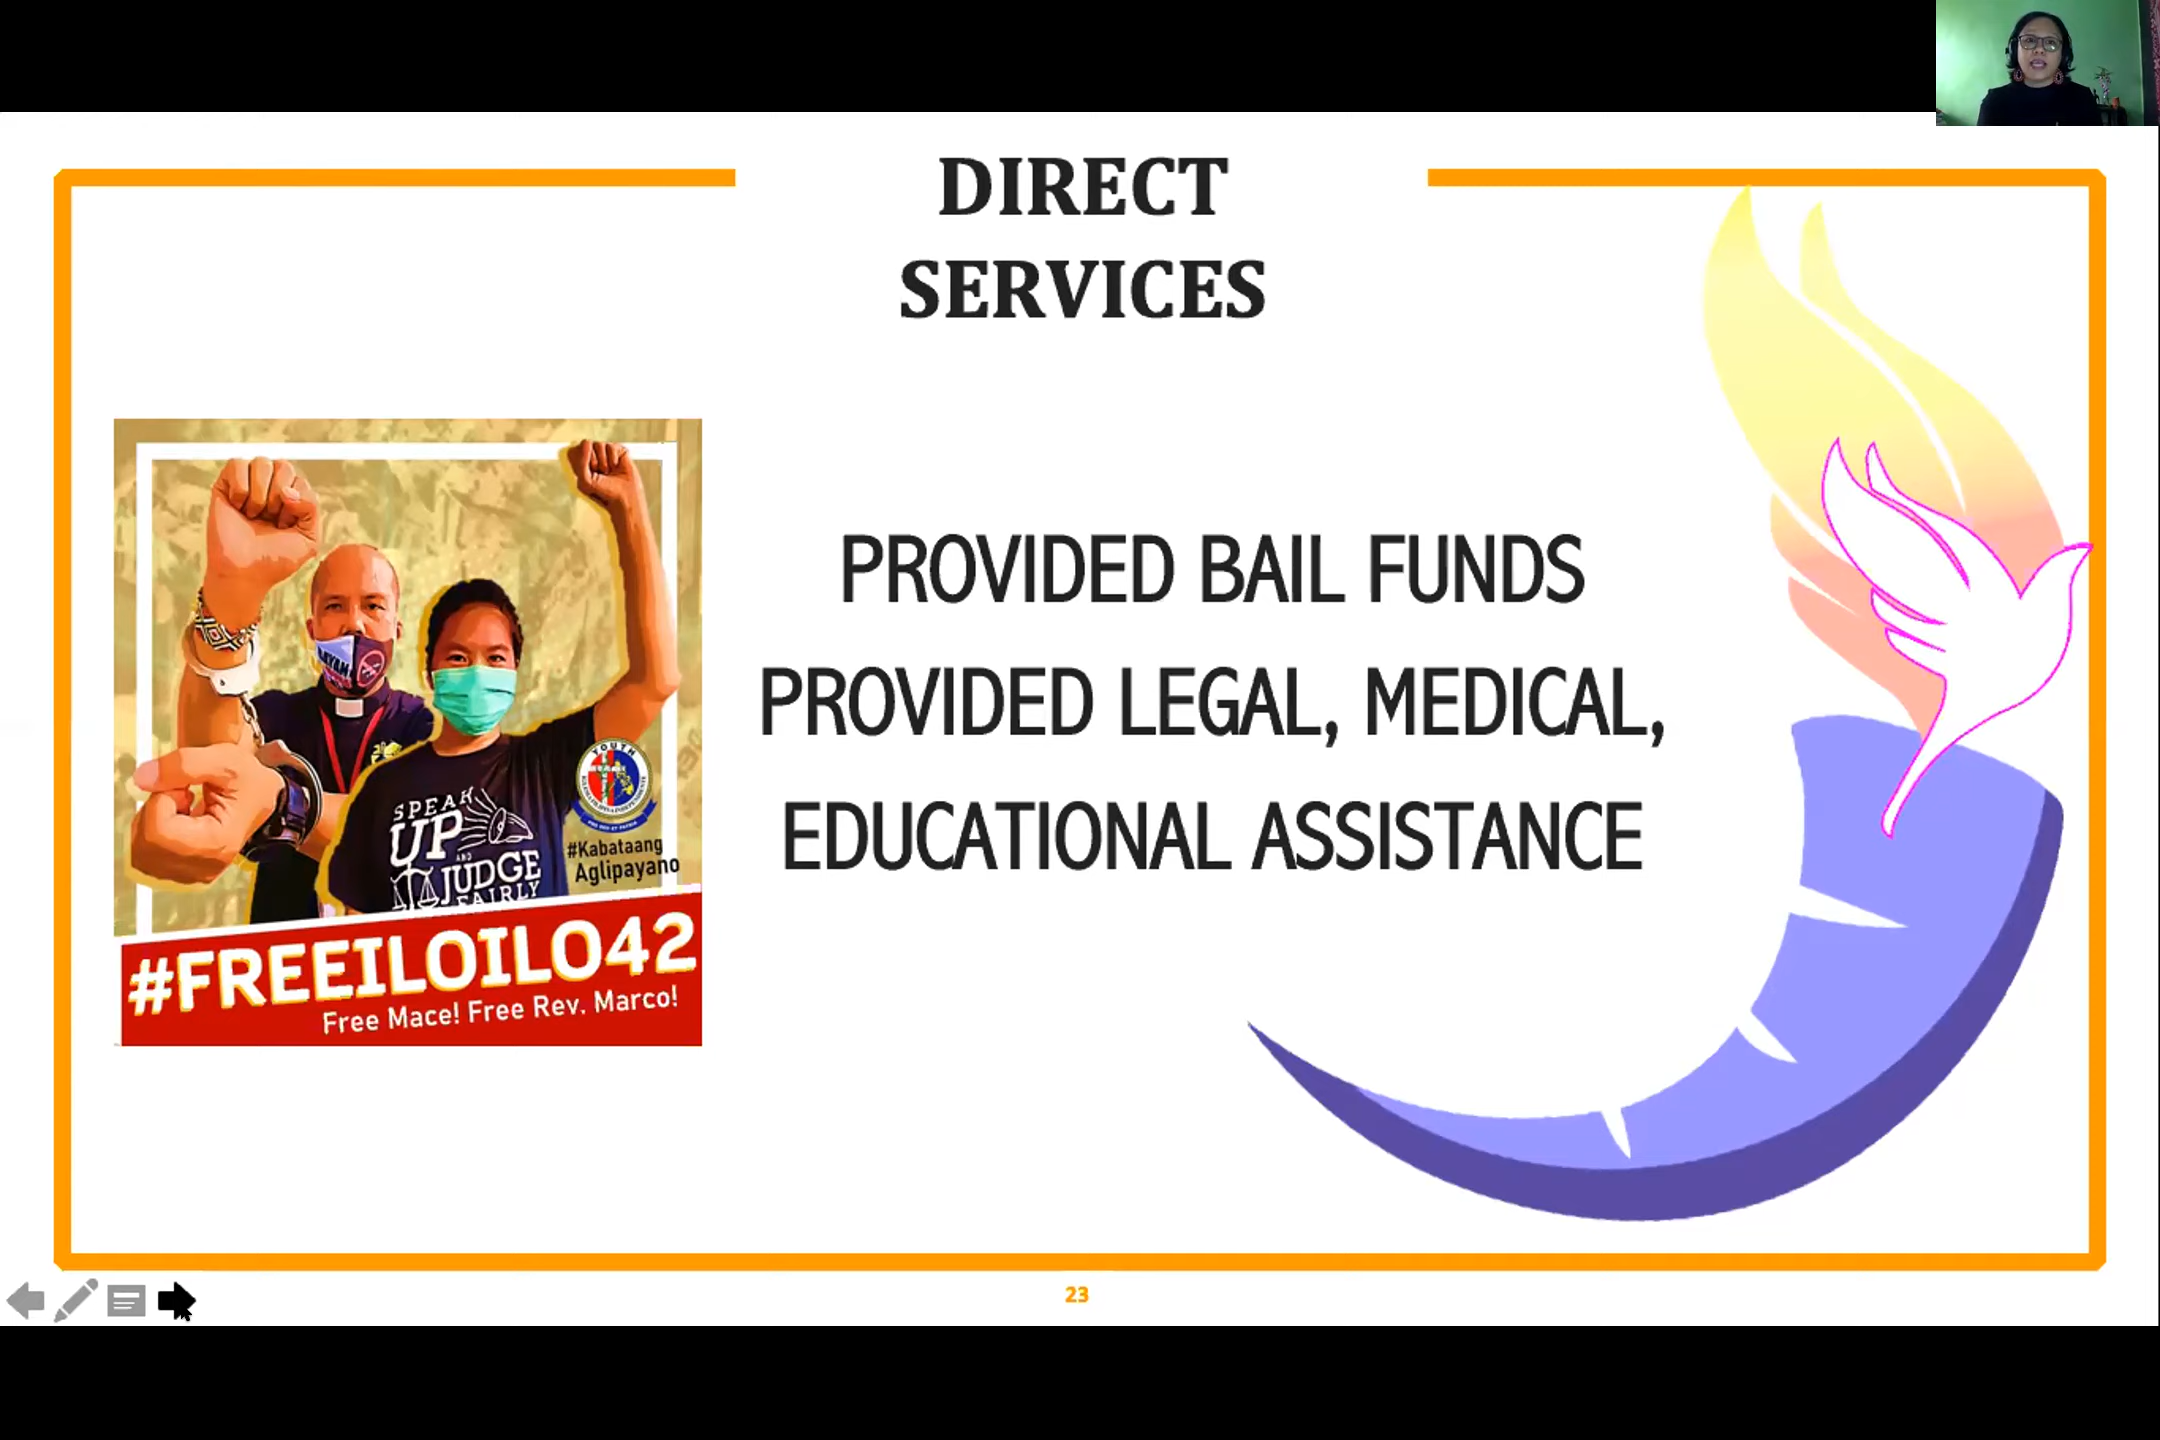 DIRECT
SERVICES
PROVIDED BAIL FUNDS
PROVIDED LEGAL, MEDICAL,
EDUCATIONAL ASSISTANCE
YOUTH
SPEAK
UP
AND
JUDGE
FAIRLY
#Kabataang
Aglipayano
#FREEILOILO42
Free Mace! Free Rev. Marco!
23